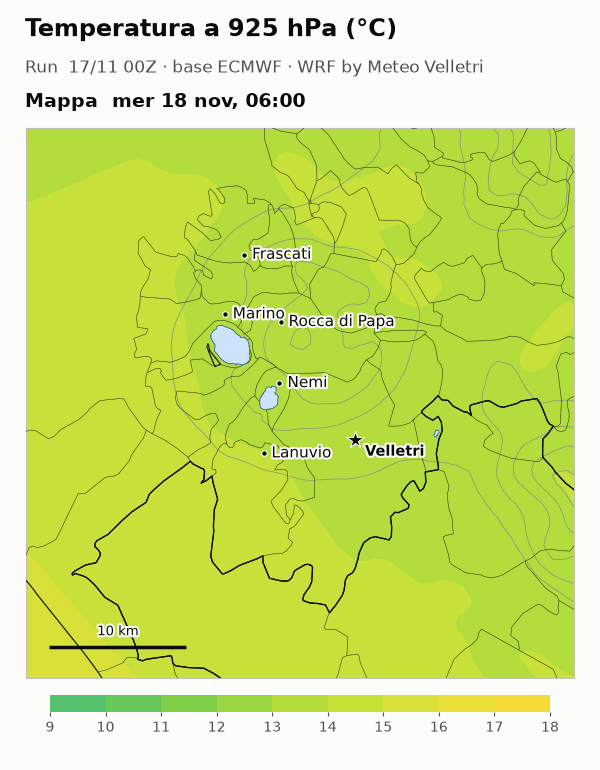 Temperatura a 925 hPa (°C)
Run  17/11 00Z · base ECMWF · WRF by Meteo Velletri
Mappa  mer 18 nov, 06:00
Frascati
Marino
Rocca di Papa
Nemi
Velletri
Lanuvio
10 km
9 10 11 12 13 14 15 16 17 18